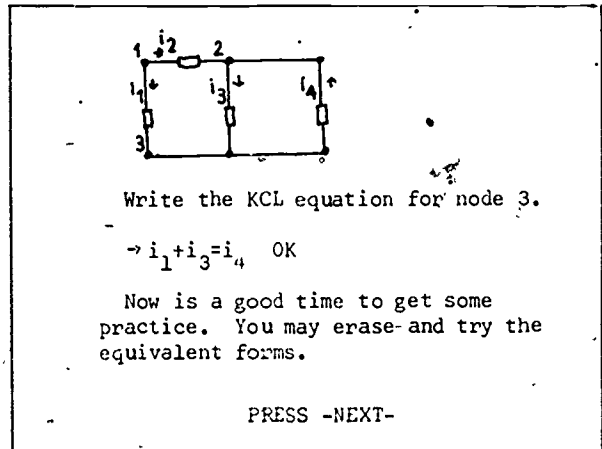 1 i2 2
i1 i3 i4
3
Write the KCL equation for node 3.
→ i1+i3=i4 OK
Now is a good time to get some
practice. You may erase-and try the
equivalent forms.
PRESS -NEXT-